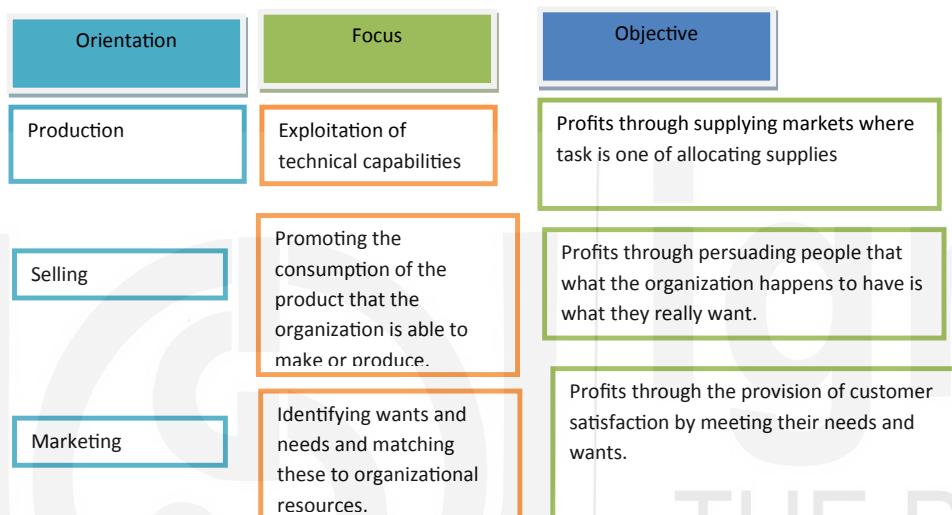 Orientation
Focus
Objective
Production
Exploitation of
technical capabilities
Profits through supplying markets where
task is one of allocating supplies
Selling
Promoting the
consumption of the
product that the
organization is able to
make or produce.
Profits through persuading people that
what the organization happens to have is
what they really want.
Marketing
Identifying wants and
needs and matching
these to organizational
resources.
Profits through the provision of customer
satisfaction by meeting their needs and
wants.
THE